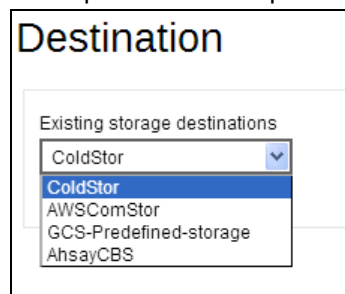 Destination
Existing storage destinations
ColdStor
ColdStor
AWSComStor
GCS-Predefined-storage
AhsayCBS